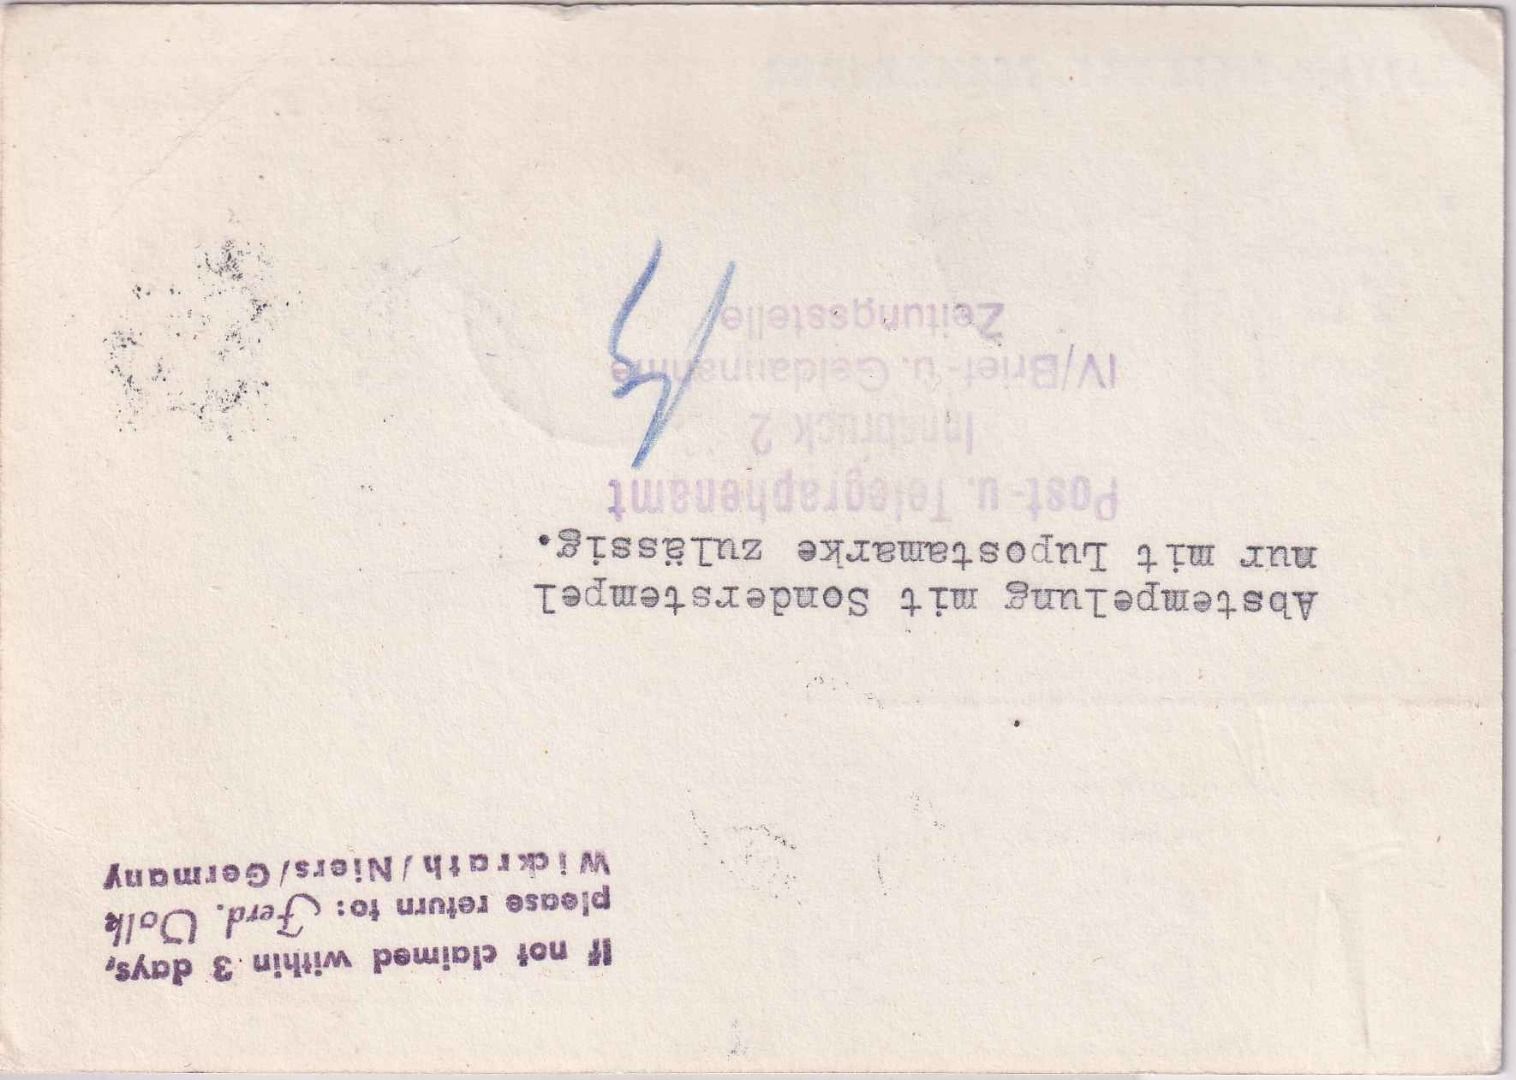 If not claimed within 3 days,
please return to: Ferd. Volk
Wickrath/Niers/Germany
Abstempelung mit Sonderstempel
nur mit Lupostamarke zulässig.
Post-u. Telegraphenamt
Innsbruck 2
IV/Brief-u. Geldannahme
Zeitungsstelle